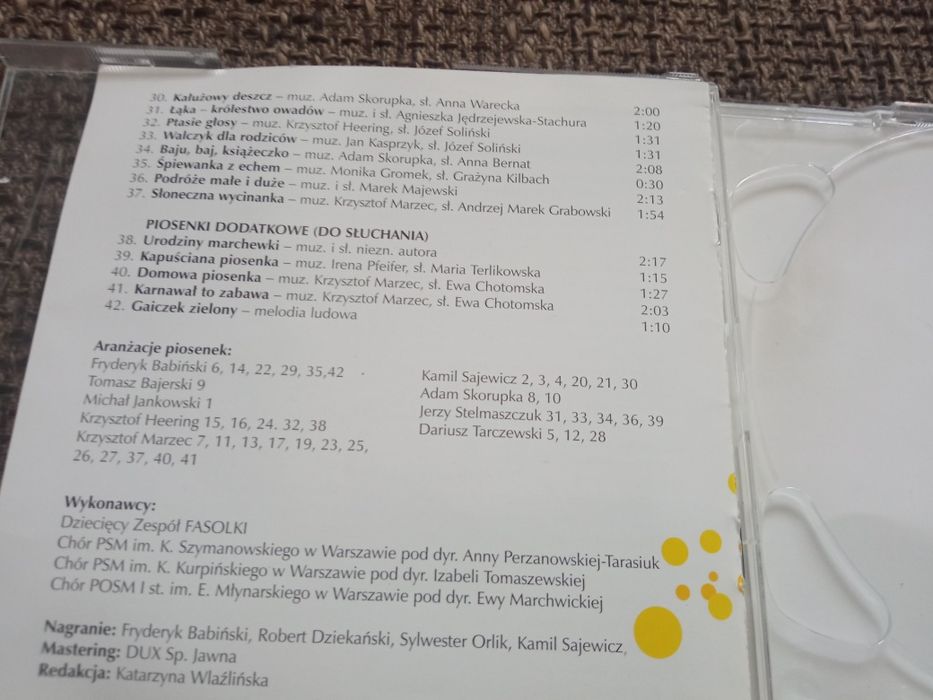 30. Kałużowy deszcz – muz. Adam Skorupka, sł. Anna Warecka 2:00
31. Łąka – królestwo owadów – muz. i sł. Agnieszka Jędrzejewska-Stachura 1:20
32. Ptasie głosy – muz. Krzysztof Heering, sł. Józef Soliński 1:31
33. Walczyk dla rodziców – muz. Jan Kasprzyk, sł. Józef Soliński 1:31
34. Baju, baj, książeczko – muz. Adam Skorupka, sł. Anna Bernat 2:08
35. Śpiewanka z echem – muz. Monika Gromek, sł. Grażyna Kilbach 0:30
36. Podróże małe i duże – muz. i sł. Marek Majewski 2:13
37. Słoneczna wycinanka – muz. Krzysztof Marzec, sł. Andrzej Marek Grabowski 1:54
PIOSENKI DODATKOWE (DO SŁUCHANIA)
38. Urodziny marchewki – muz. i sł. niezn. autora 2:17
39. Kapuściana piosenka – muz. Irena Pfeifer, sł. Maria Terlikowska 1:15
40. Domowa piosenka – muz. Krzysztof Marzec, sł. Ewa Chotomska 1:27
41. Karnawał to zabawa – muz. Krzysztof Marzec, sł. Ewa Chotomska 2:03
42. Gaiczek zielony – melodia ludowa 1:10
Aranżacje piosenek:
Fryderyk Babiński 6, 14, 22, 29, 35,42
Tomasz Bajerski 9
Michał Jankowski 1
Krzysztof Heering 15, 16, 24. 32, 38
Krzysztof Marzec 7, 11, 13, 17, 19, 23, 25,
26, 27, 37, 40, 41
Kamil Sajewicz 2, 3, 4, 20, 21, 30
Adam Skorupka 8, 10
Jerzy Stelmaszczuk 31, 33, 34, 36, 39
Dariusz Tarczewski 5, 12, 28
Wykonawcy:
Dziecięcy Zespół FASOLKI
Chór PSM im. K. Szymanowskiego w Warszawie pod dyr. Anny Perzanowskiej-Tarasiuk
Chór PSM im. K. Kurpińskiego w Warszawie pod dyr. Izabeli Tomaszewskiej
Chór POSM I st. im. E. Młynarskiego w Warszawie pod dyr. Ewy Marchwickiej
Nagranie: Fryderyk Babiński, Robert Dziekański, Sylwester Orlik, Kamil Sajewicz,
Mastering: DUX Sp. Jawna
Redakcja: Katarzyna Wlaźlińska